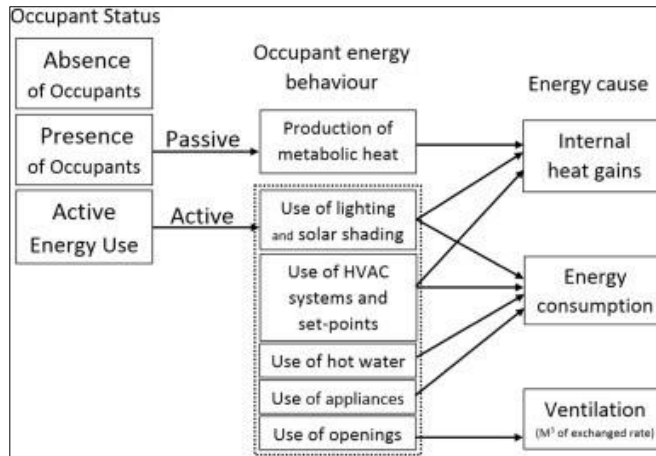 Occupant Status
Absence
of Occupants
Presence
of Occupants
Active
Energy Use
Passive
Active
Occupant energy
behaviour
Production of
metabolic heat
Use of lighting
and solar shading
Use of HVAC
systems and
set-points
Use of hot water
Use of appliances
Use of openings
Energy cause
Internal
heat gains
Energy
consumption
Ventilation
(M³ of exchanged rate)